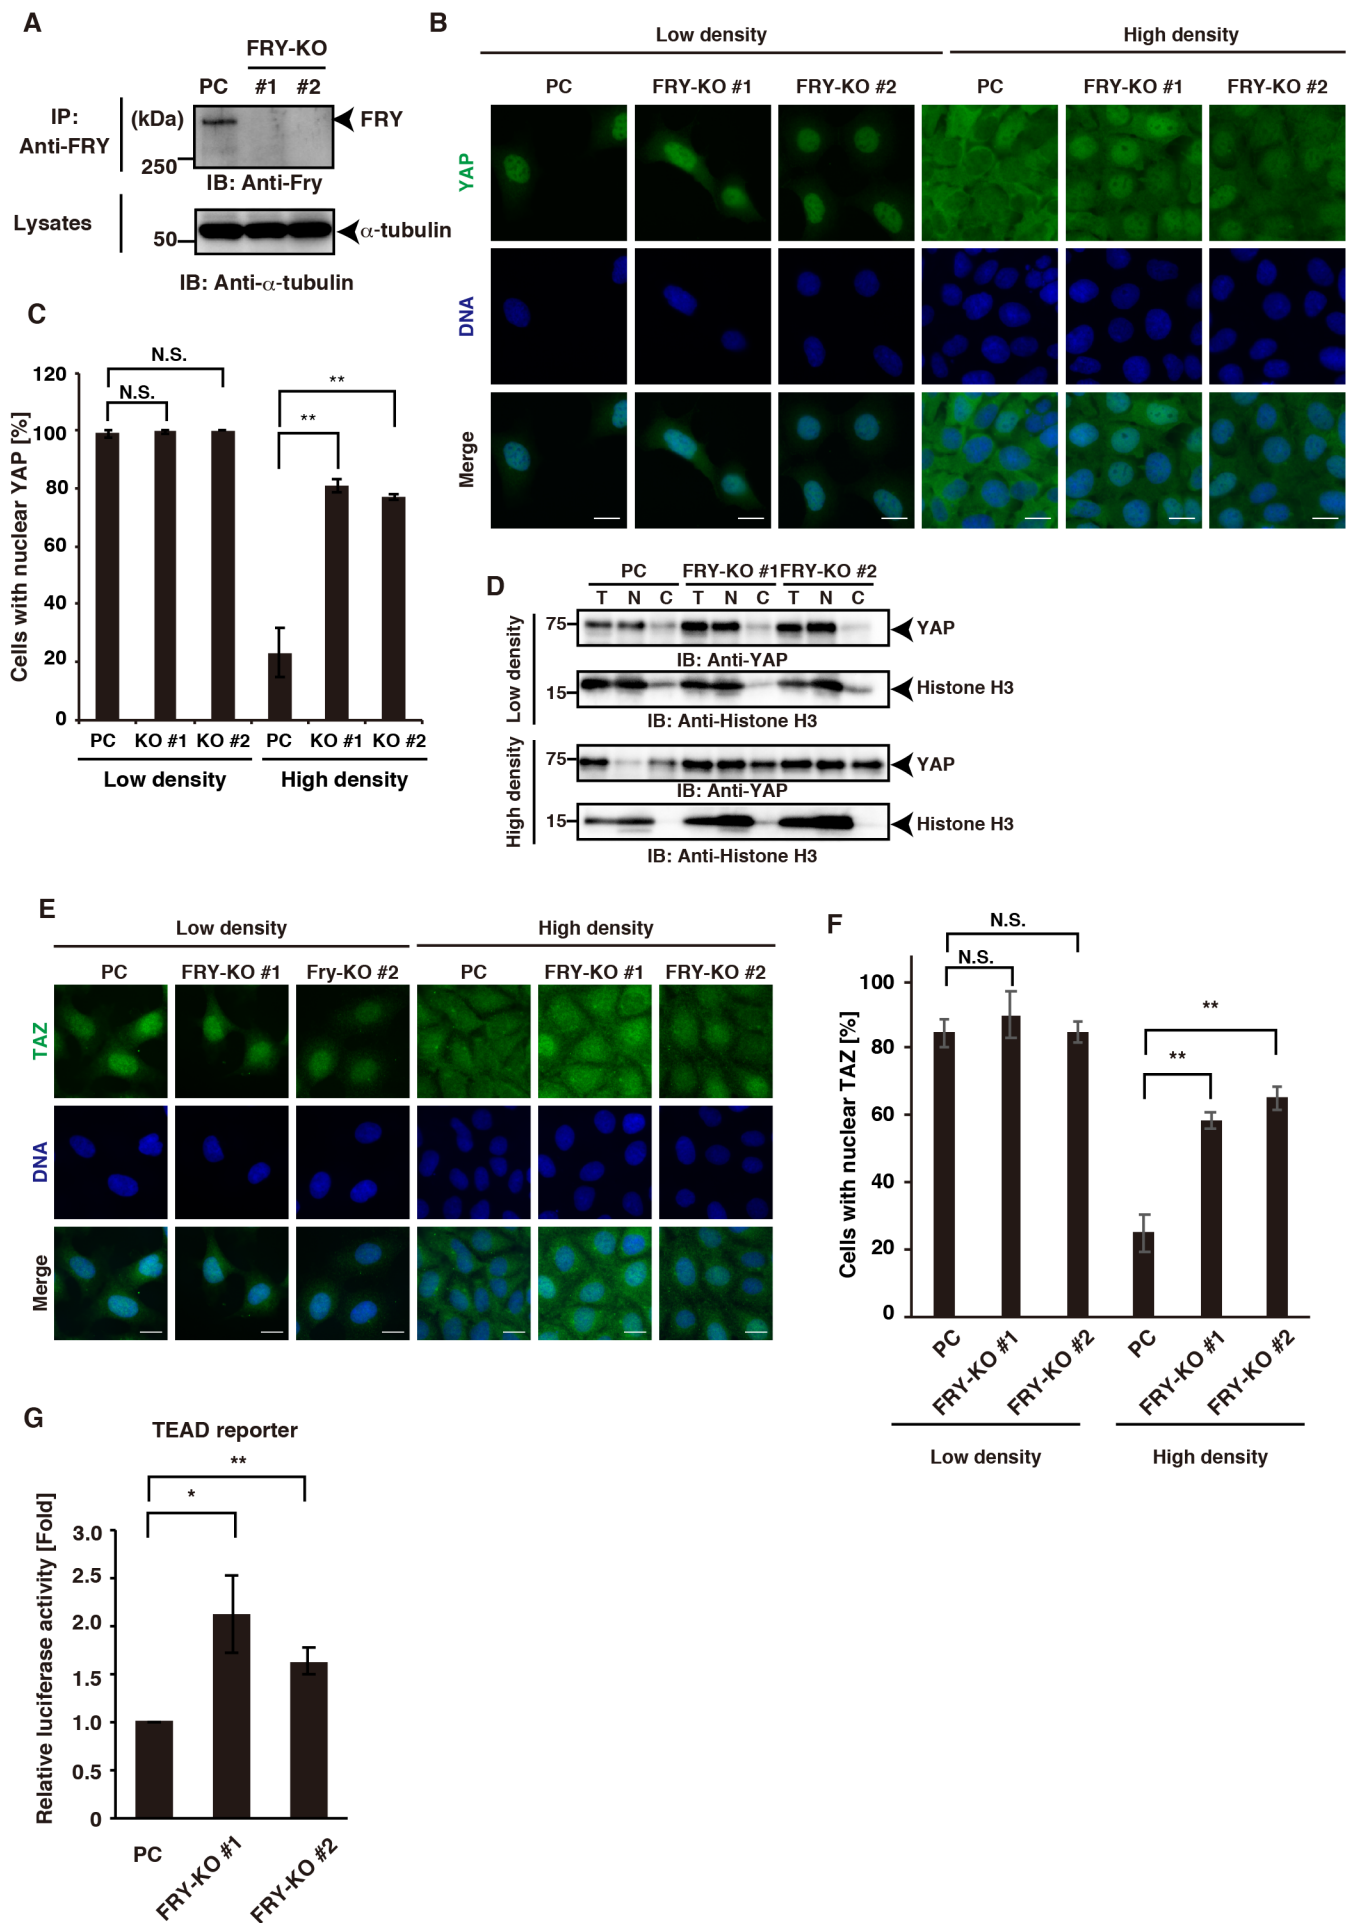 A
FRY-KO
PC #1 #2
IP:
Anti-FRY
(kDa)
250
FRY
IB: Anti-Fry
Lysates
50
α-tubulin
IB: Anti-α-tubulin
B
Low density High density
PC FRY-KO #1 FRY-KO #2 PC FRY-KO #1 FRY-KO #2
YAP
DNA
Merge
C
Cells with nuclear YAP [%]
120
100
80
60
40
20
0
N.S.
N.S.
**
**
PC KO #1 KO #2 PC KO #1 KO #2
Low density High density
D
PC FRY-KO #1 FRY-KO #2
T N C T N C T N C
Low density
75
YAP
IB: Anti-YAP
15
Histone H3
IB: Anti-Histone H3
High density
75
YAP
IB: Anti-YAP
15
Histone H3
IB: Anti-Histone H3
E
Low density High density
PC FRY-KO #1 Fry-KO #2 PC FRY-KO #1 FRY-KO #2
TAZ
DNA
Merge
F
Cells with nuclear TAZ [%]
100
80
60
40
20
0
N.S.
N.S.
**
**
PC FRY-KO #1 FRY-KO #2 PC FRY-KO #1 FRY-KO #2
Low density High density
G
TEAD reporter
**
*
Relative luciferase activity [Fold]
3.0
2.5
2.0
1.5
1.0
0.5
0
PC FRY-KO #1 FRY-KO #2